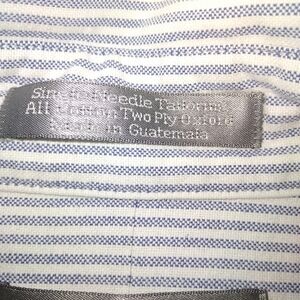 Single Needle Tailoring
All Cotton Two Ply Oxford
Made in Guatemala